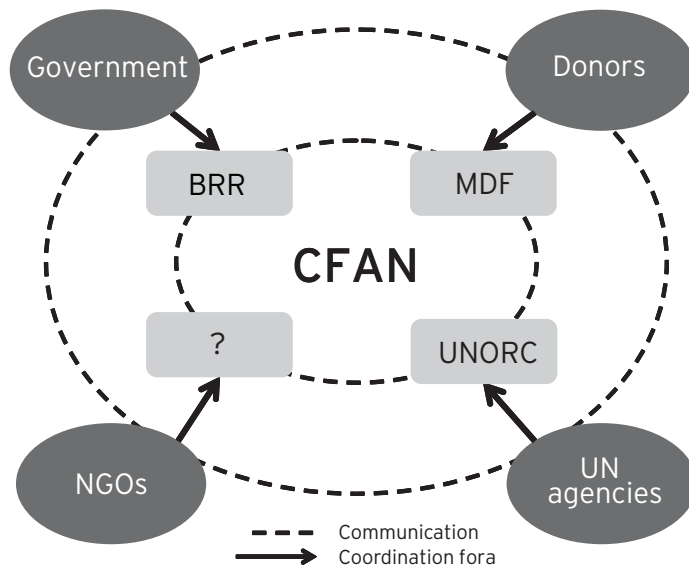 Government
Donors
BRR
MDF
CFAN
?
UNORC
NGOs
UN
agencies
Communication
Coordination fora